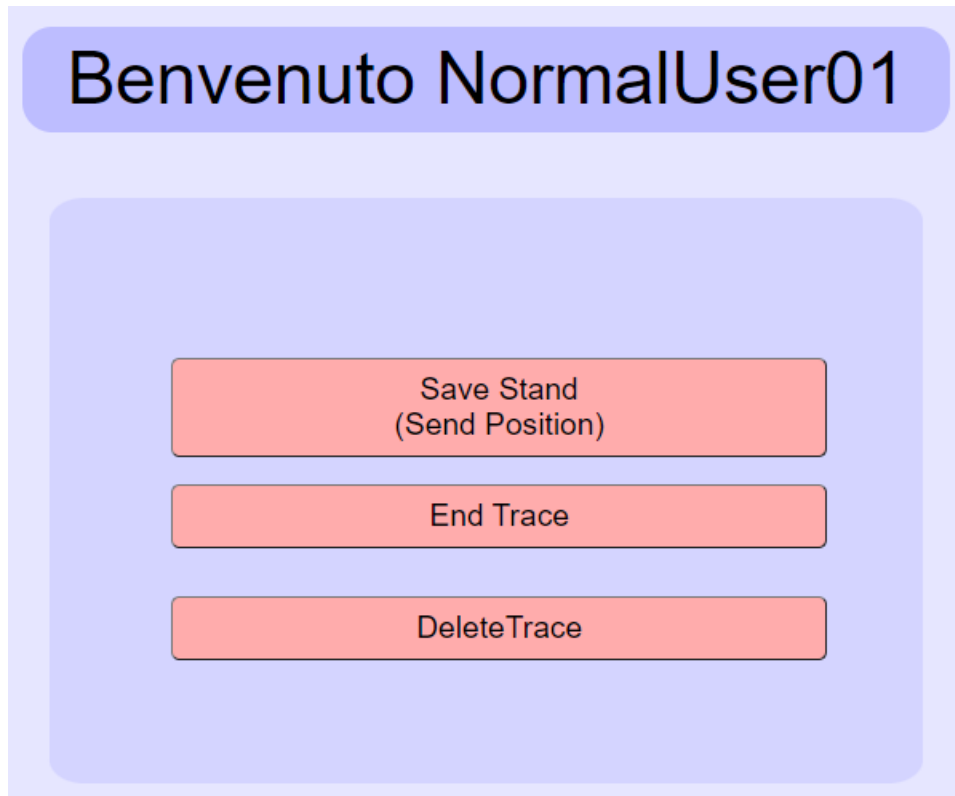 Benvenuto NormalUser01
Save Stand
(Send Position)
End Trace
DeleteTrace